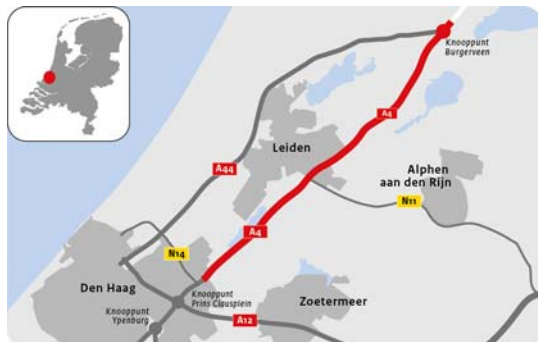 Knooppunt
Burgerveen
A4
Leiden
Alphen
aan den Rijn
A44
N11
A4
N14
Den Haag
Knooppunt
Prins Clausplein
Zoetermeer
Knooppunt
Ypenburg
A12